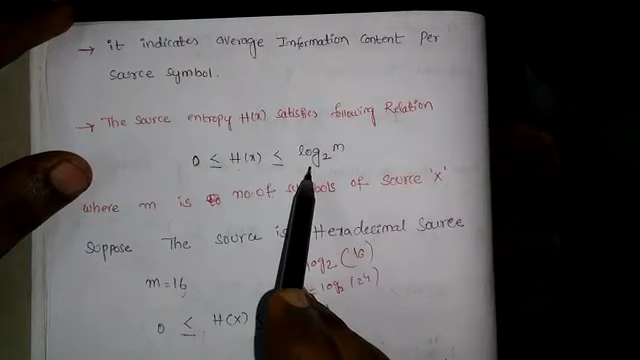 → it indicates average Information Content Per
source symbol.
→ The source entropy H(x) satisfies following Relation
0 ≤ H(x) ≤ log₂ m
where m is no. of symbols of source 'x'
Suppose The source is Hexadecimal source
m=16 log₂ (16)
= log₂ (24)
0 ≤ H(x)